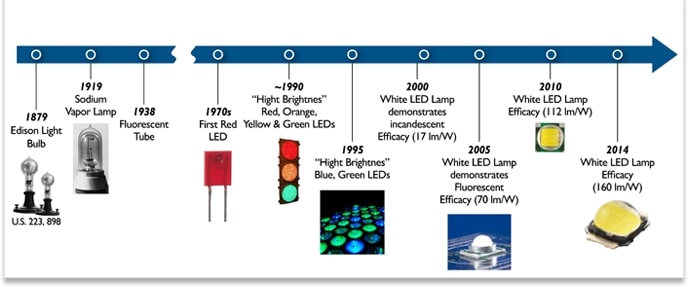 1879
Edison Light
Bulb
U.S. 223, 898
1919
Sodium
Vapor Lamp
1938
Fluorescent
Tube
1970s
First Red
LED
~1990
"Hight Brightnes"
Red, Orange,
Yellow & Green LEDs
1995
"Hight Brightnes"
Blue, Green LEDs
2000
White LED Lamp
demonstrates
incandescent
Efficacy (17 lm/W)
2005
White LED Lamp
demonstrates
Fluorescent
Efficacy (70 lm/W)
2010
White LED Lamp
Efficacy (112 lm/W)
2014
White LED Lamp
Efficacy
(160 lm/W)